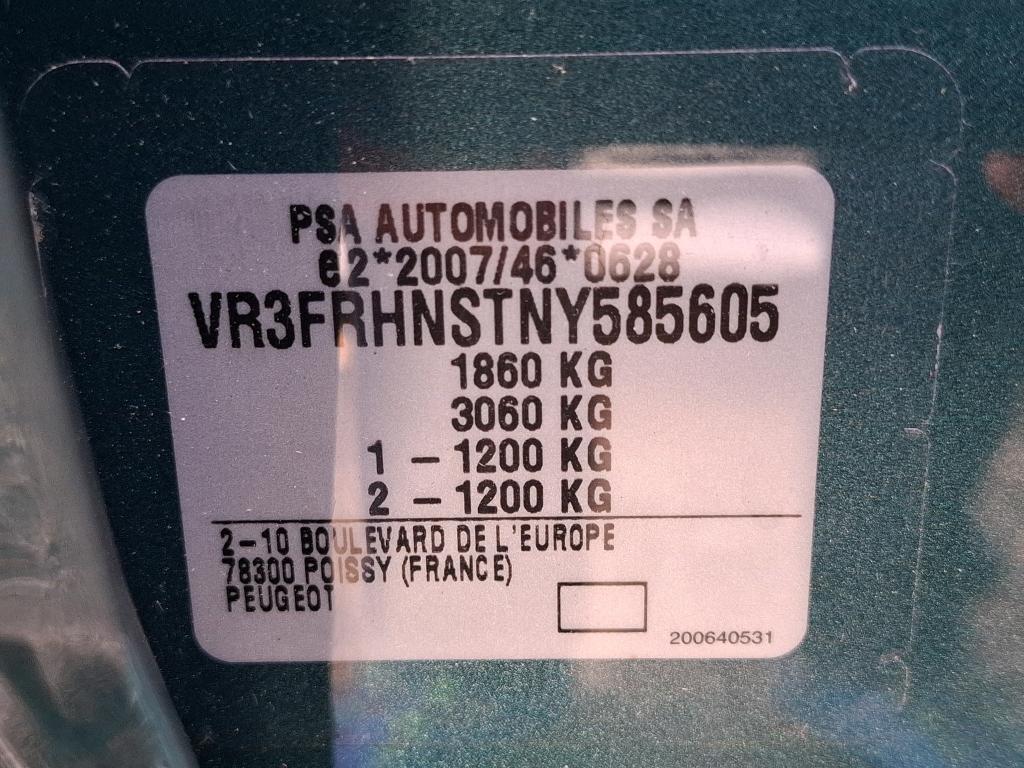 PSA AUTOMOBILES SA
e2*2007/46*0628
VR3FRHNSTNY585605
1860 KG
3060 KG
1 - 1200 KG
2 - 1200 KG
2-10 BOULEVARD DE L'EUROPE
78300 POISSY (FRANCE)
PEUGEOT
200640531